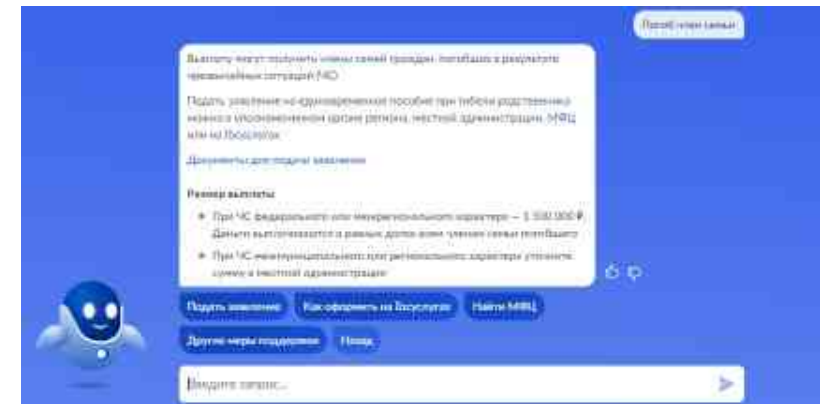 Погиб член семьи
Выплату могут получить члены семей граждан, погибших в результате
чрезвычайных ситуаций (ЧС)
Подать заявление на единовременное пособие при гибели родственника
можно в уполномоченном органе региона, местной администрации, МФЦ
или на Госуслугах
Документы для подачи заявления
Размер выплаты
При ЧС федерального или межрегионального характера —  000 ₽.
Деньги выплачиваются в равных долях всем членам семьи погибшего
При ЧС межмуниципального или регионального характера уточните
сумму в местной администрации
Подать заявление Как оформить на Госуслугах Найти МФЦ
Другие меры поддержки Назад
Введите запрос...